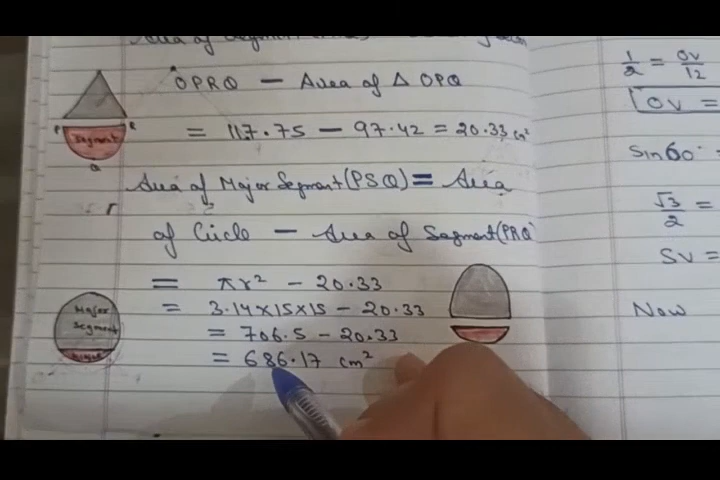 OPRQ — Area of Δ OPQ
= 117.75 — 97.42 = 20.33 cm²
Segment
P
R
Q
Area of Major Segment (PSQ) = Area
of Circle — Area of Segment (PRQ)
= πr² - 20.33
= 3.14×15×15 - 20.33
= 706.5 - 20.33
= 686.17 cm²
Major
Segment
1/2 = OV/12
OV =
Sin60° =
√3/2 =
SV =
Now